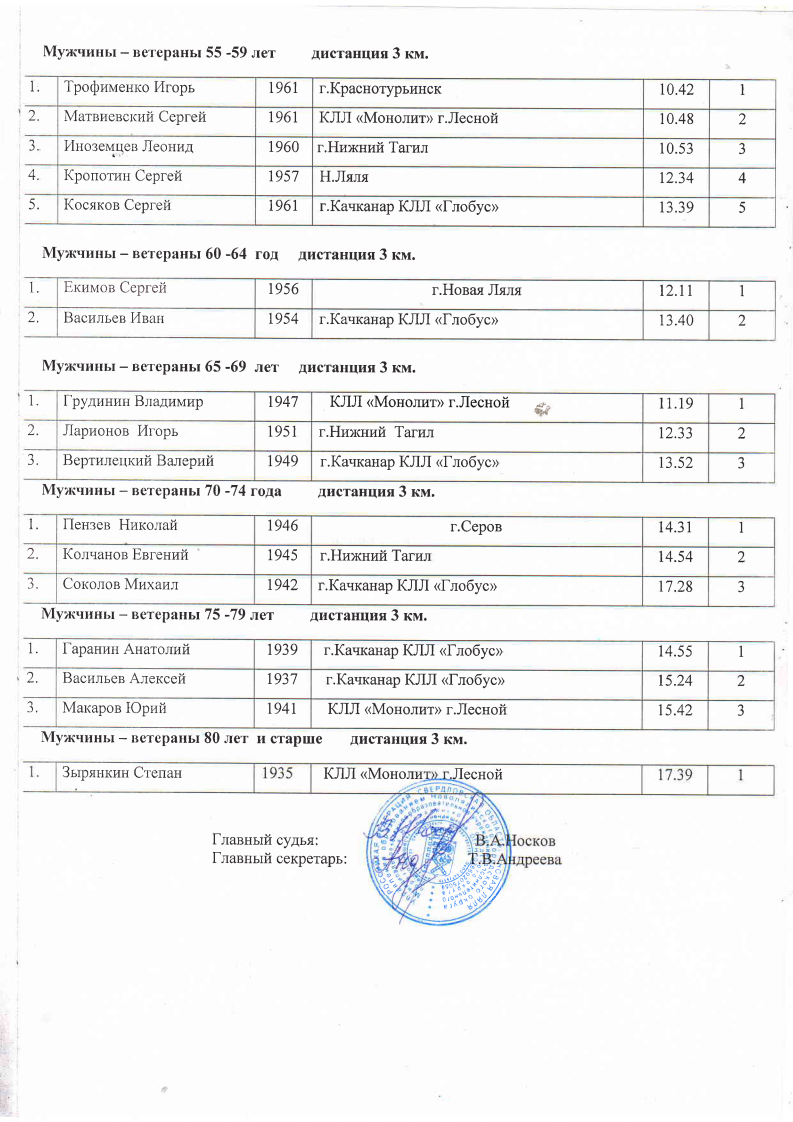 Мужчины – ветераны 55 -59 лет дистанция 3 км.
1. Трофименко Игорь 1961 г.Краснотурьинск 10.42 1
2. Матвиевский Сергей 1961 КЛЛ «Монолит» г.Лесной 10.48 2
3. Иноземцев Леонид 1960 г.Нижний Тагил 10.53 3
4. Кропотин Сергей 1957 Н.Ляля 12.34 4
5. Косяков Сергей 1961 г.Качканар КЛЛ «Глобус» 13.39 5
Мужчины – ветераны 60 -64 год дистанция 3 км.
1. Екимов Сергей 1956 г.Новая Ляля 12.11 1
2. Васильев Иван 1954 г.Качканар КЛЛ «Глобус» 13.40 2
Мужчины – ветераны 65 -69 лет дистанция 3 км.
1. Грудинин Владимир 1947 КЛЛ «Монолит» г.Лесной 11.19 1
2. Ларионов Игорь 1951 г.Нижний Тагил 12.33 2
3. Вертилецкий Валерий 1949 г.Качканар КЛЛ «Глобус» 13.52 3
Мужчины – ветераны 70 -74 года дистанция 3 км.
1. Пензев Николай 1946 г.Серов 14.31 1
2. Колчанов Евгений 1945 г.Нижний Тагил 14.54 2
3. Соколов Михаил 1942 г.Качканар КЛЛ «Глобус» 17.28 3
Мужчины – ветераны 75 -79 лет дистанция 3 км.
1. Гаранин Анатолий 1939 г.Качканар КЛЛ «Глобус» 14.55 1
2. Васильев Алексей 1937 г.Качканар КЛЛ «Глобус» 15.24 2
3. Макаров Юрий 1941 КЛЛ «Монолит» г.Лесной 15.42 3
Мужчины – ветераны 80 лет и старше дистанция 3 км.
1. Зырянкин Степан 1935 КЛЛ «Монолит» г.Лесной 17.39 1
Главный судья: В.А.Носков
Главный секретарь: Т.В.Андреева